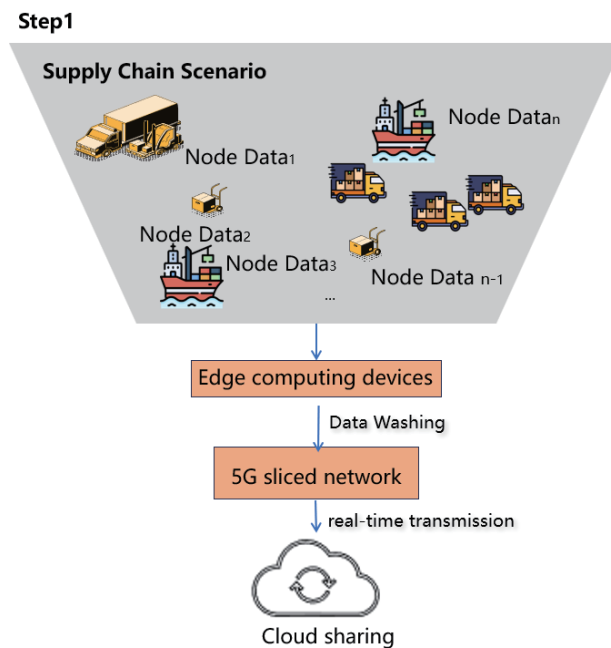 Step1
Supply Chain Scenario
Node Datan
Node Data1
Node Data2
Node Data3
Node Data n-1
...
Edge computing devices
Data Washing
5G sliced network
real-time transmission
Cloud sharing